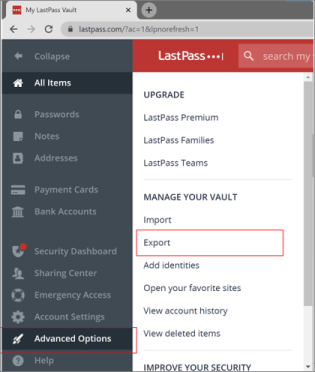 My LastPass Vault
lastpass.com/?ac=1&lpnorefresh=1
Collapse
LastPass
search my
All Items
Passwords
Notes
Addresses
Payment Cards
Bank Accounts
Security Dashboard
Sharing Center
Emergency Access
Account Settings
Advanced Options
Help
UPGRADE
LastPass Premium
LastPass Families
LastPass Teams
MANAGE YOUR VAULT
Import
Export
Add identities
Open your favorite sites
View account history
View deleted items
IMPROVE YOUR SECURITY